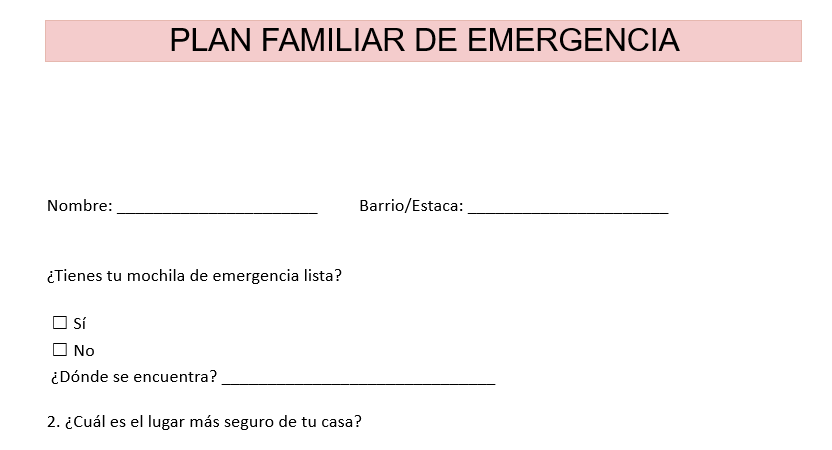 PLAN FAMILIAR DE EMERGENCIA
Nombre: ______________________ Barrio/Estaca: ______________________
¿Tienes tu mochila de emergencia lista?
☐ Sí
☐ No
¿Dónde se encuentra? ______________________________
2. ¿Cuál es el lugar más seguro de tu casa?